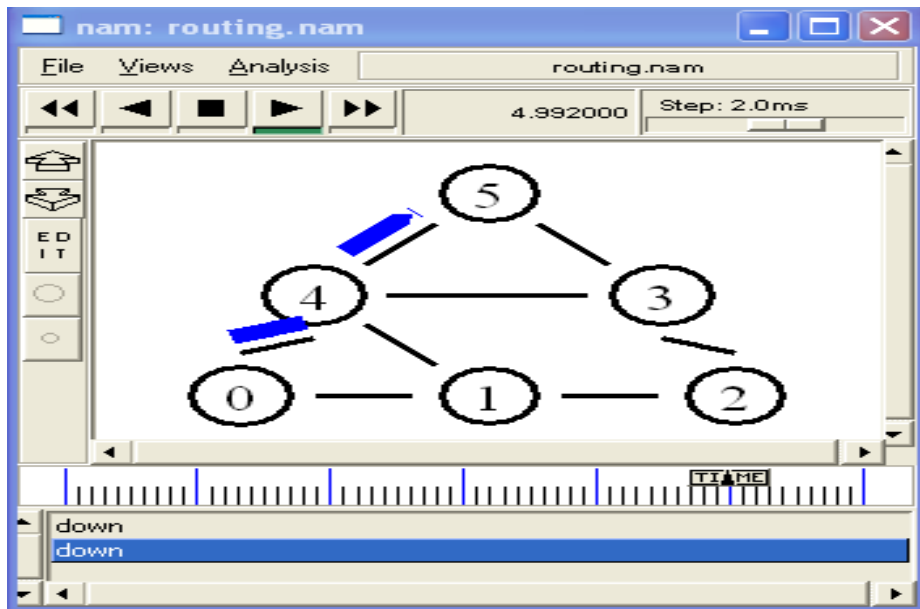 nam: routing.nam
File Views Analysis routing.nam
4.992000 Step: 2.0ms
E D
I T
5
4 3
0 1 2
TIME
down
down